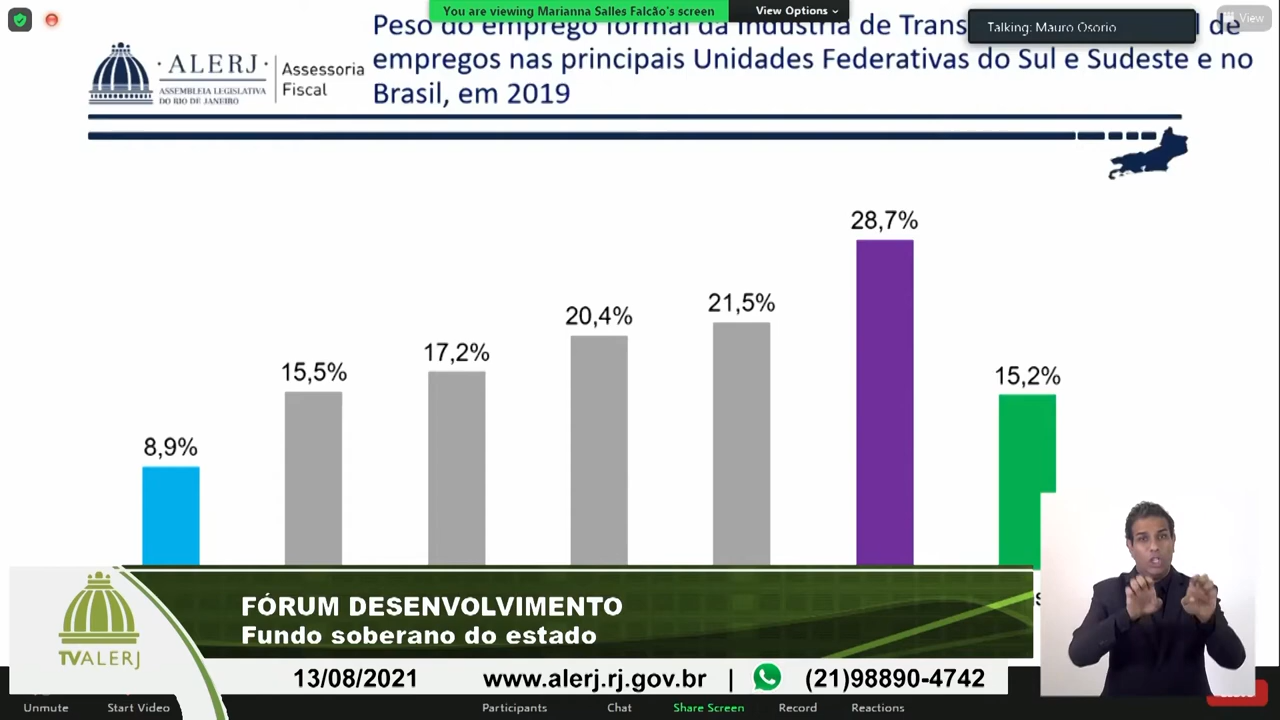 You are viewing Marianna Salles Falcão's screen
View Options
View
Talking: Mauro Osorio
Peso do emprego formal da Indústria de Trans
de
empregos nas principais Unidades Federativas do Sul e Sudeste e no
Brasil, em 2019
·ALERJ·
ASSEMBLEIA LEGISLATIVA
DO RIO DE JANEIRO
Assessoria
Fiscal
8,9%
15,5%
17,2%
20,4%
21,5%
28,7%
15,2%
FÓRUM DESENVOLVIMENTO
Fundo soberano do estado
TVALERJ
13/08/2021 www.alerj.rj.gov.br | (21)98890-4742
Unmute Start Video Participants Chat Share Screen Record Reactions